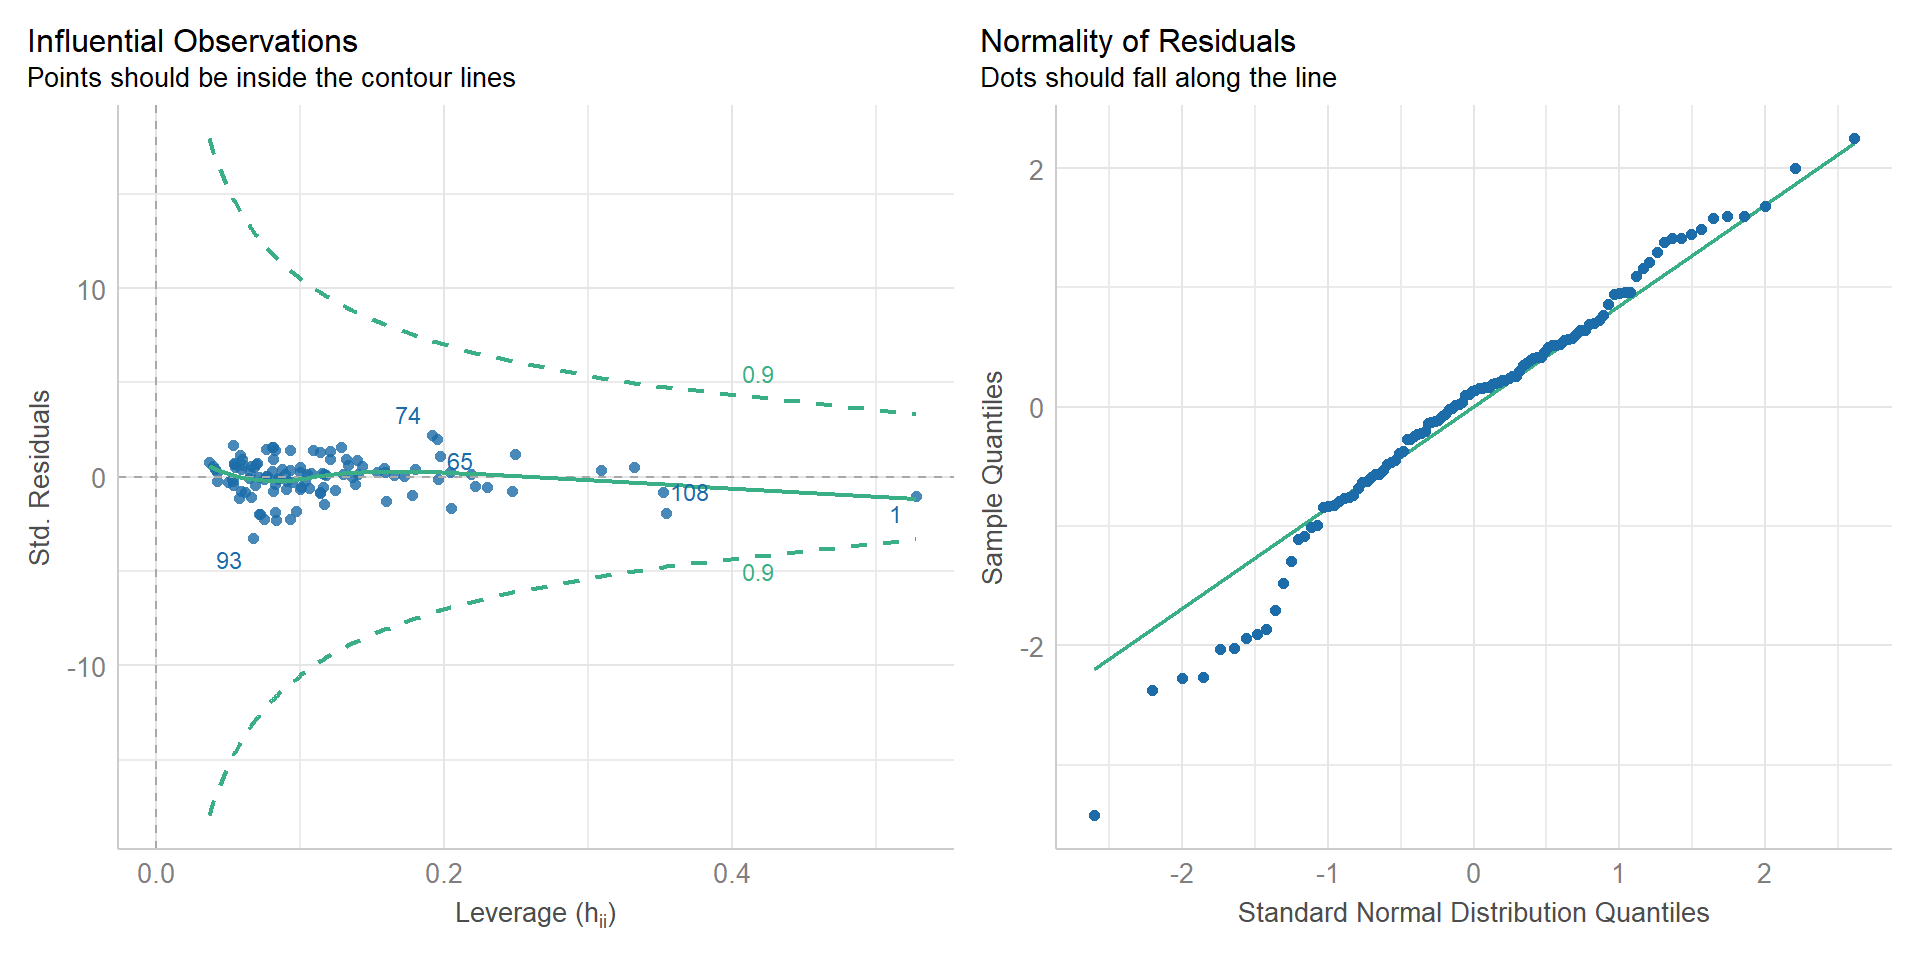 Influential Observations
Points should be inside the contour lines
10
0
-10
Std. Residuals
0.9
0.9
74
65
108
1
93
0.0
0.2
0.4
Leverage (hᵢᵢ)
Normality of Residuals
Dots should fall along the line
2
0
-2
Sample Quantiles
-2
-1
0
1
2
Standard Normal Distribution Quantiles